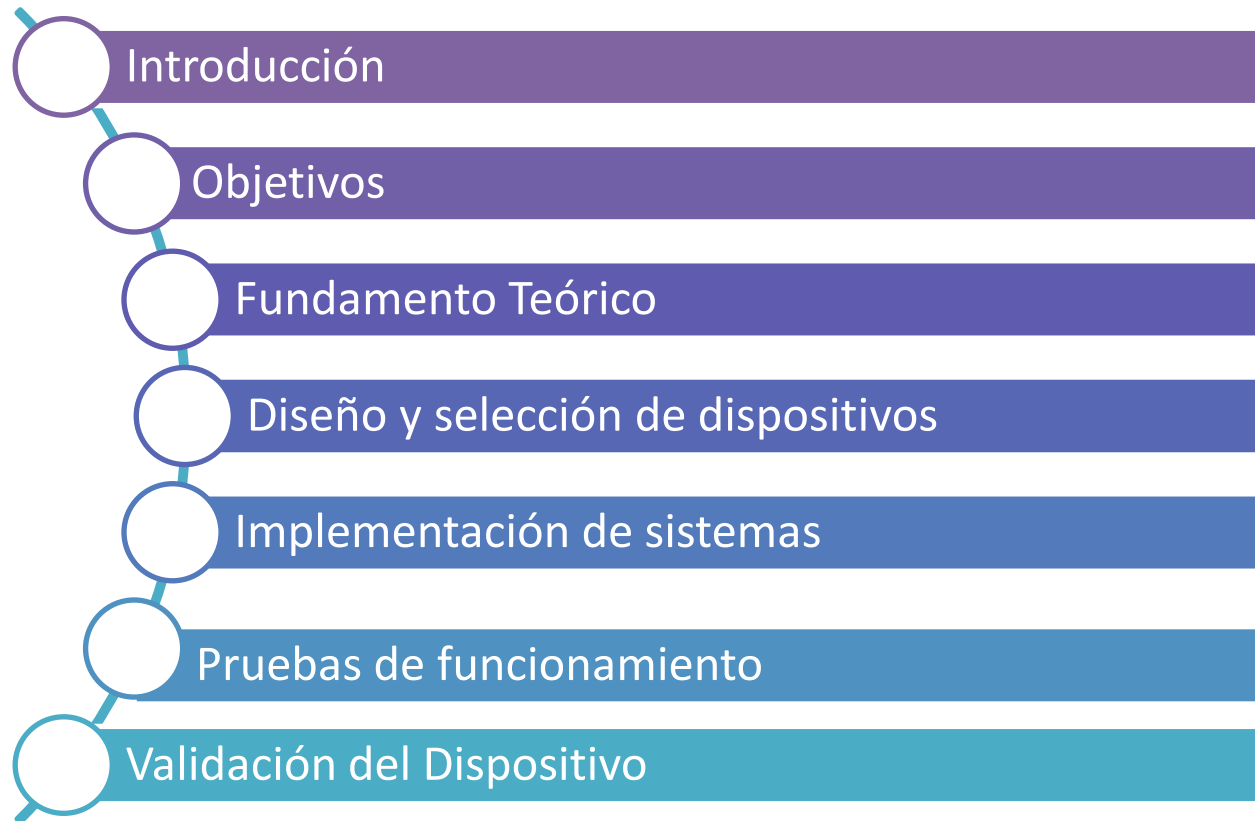 Introducción
Objetivos
Fundamento Teórico
Diseño y selección de dispositivos
Implementación de sistemas
Pruebas de funcionamiento
Validación del Dispositivo